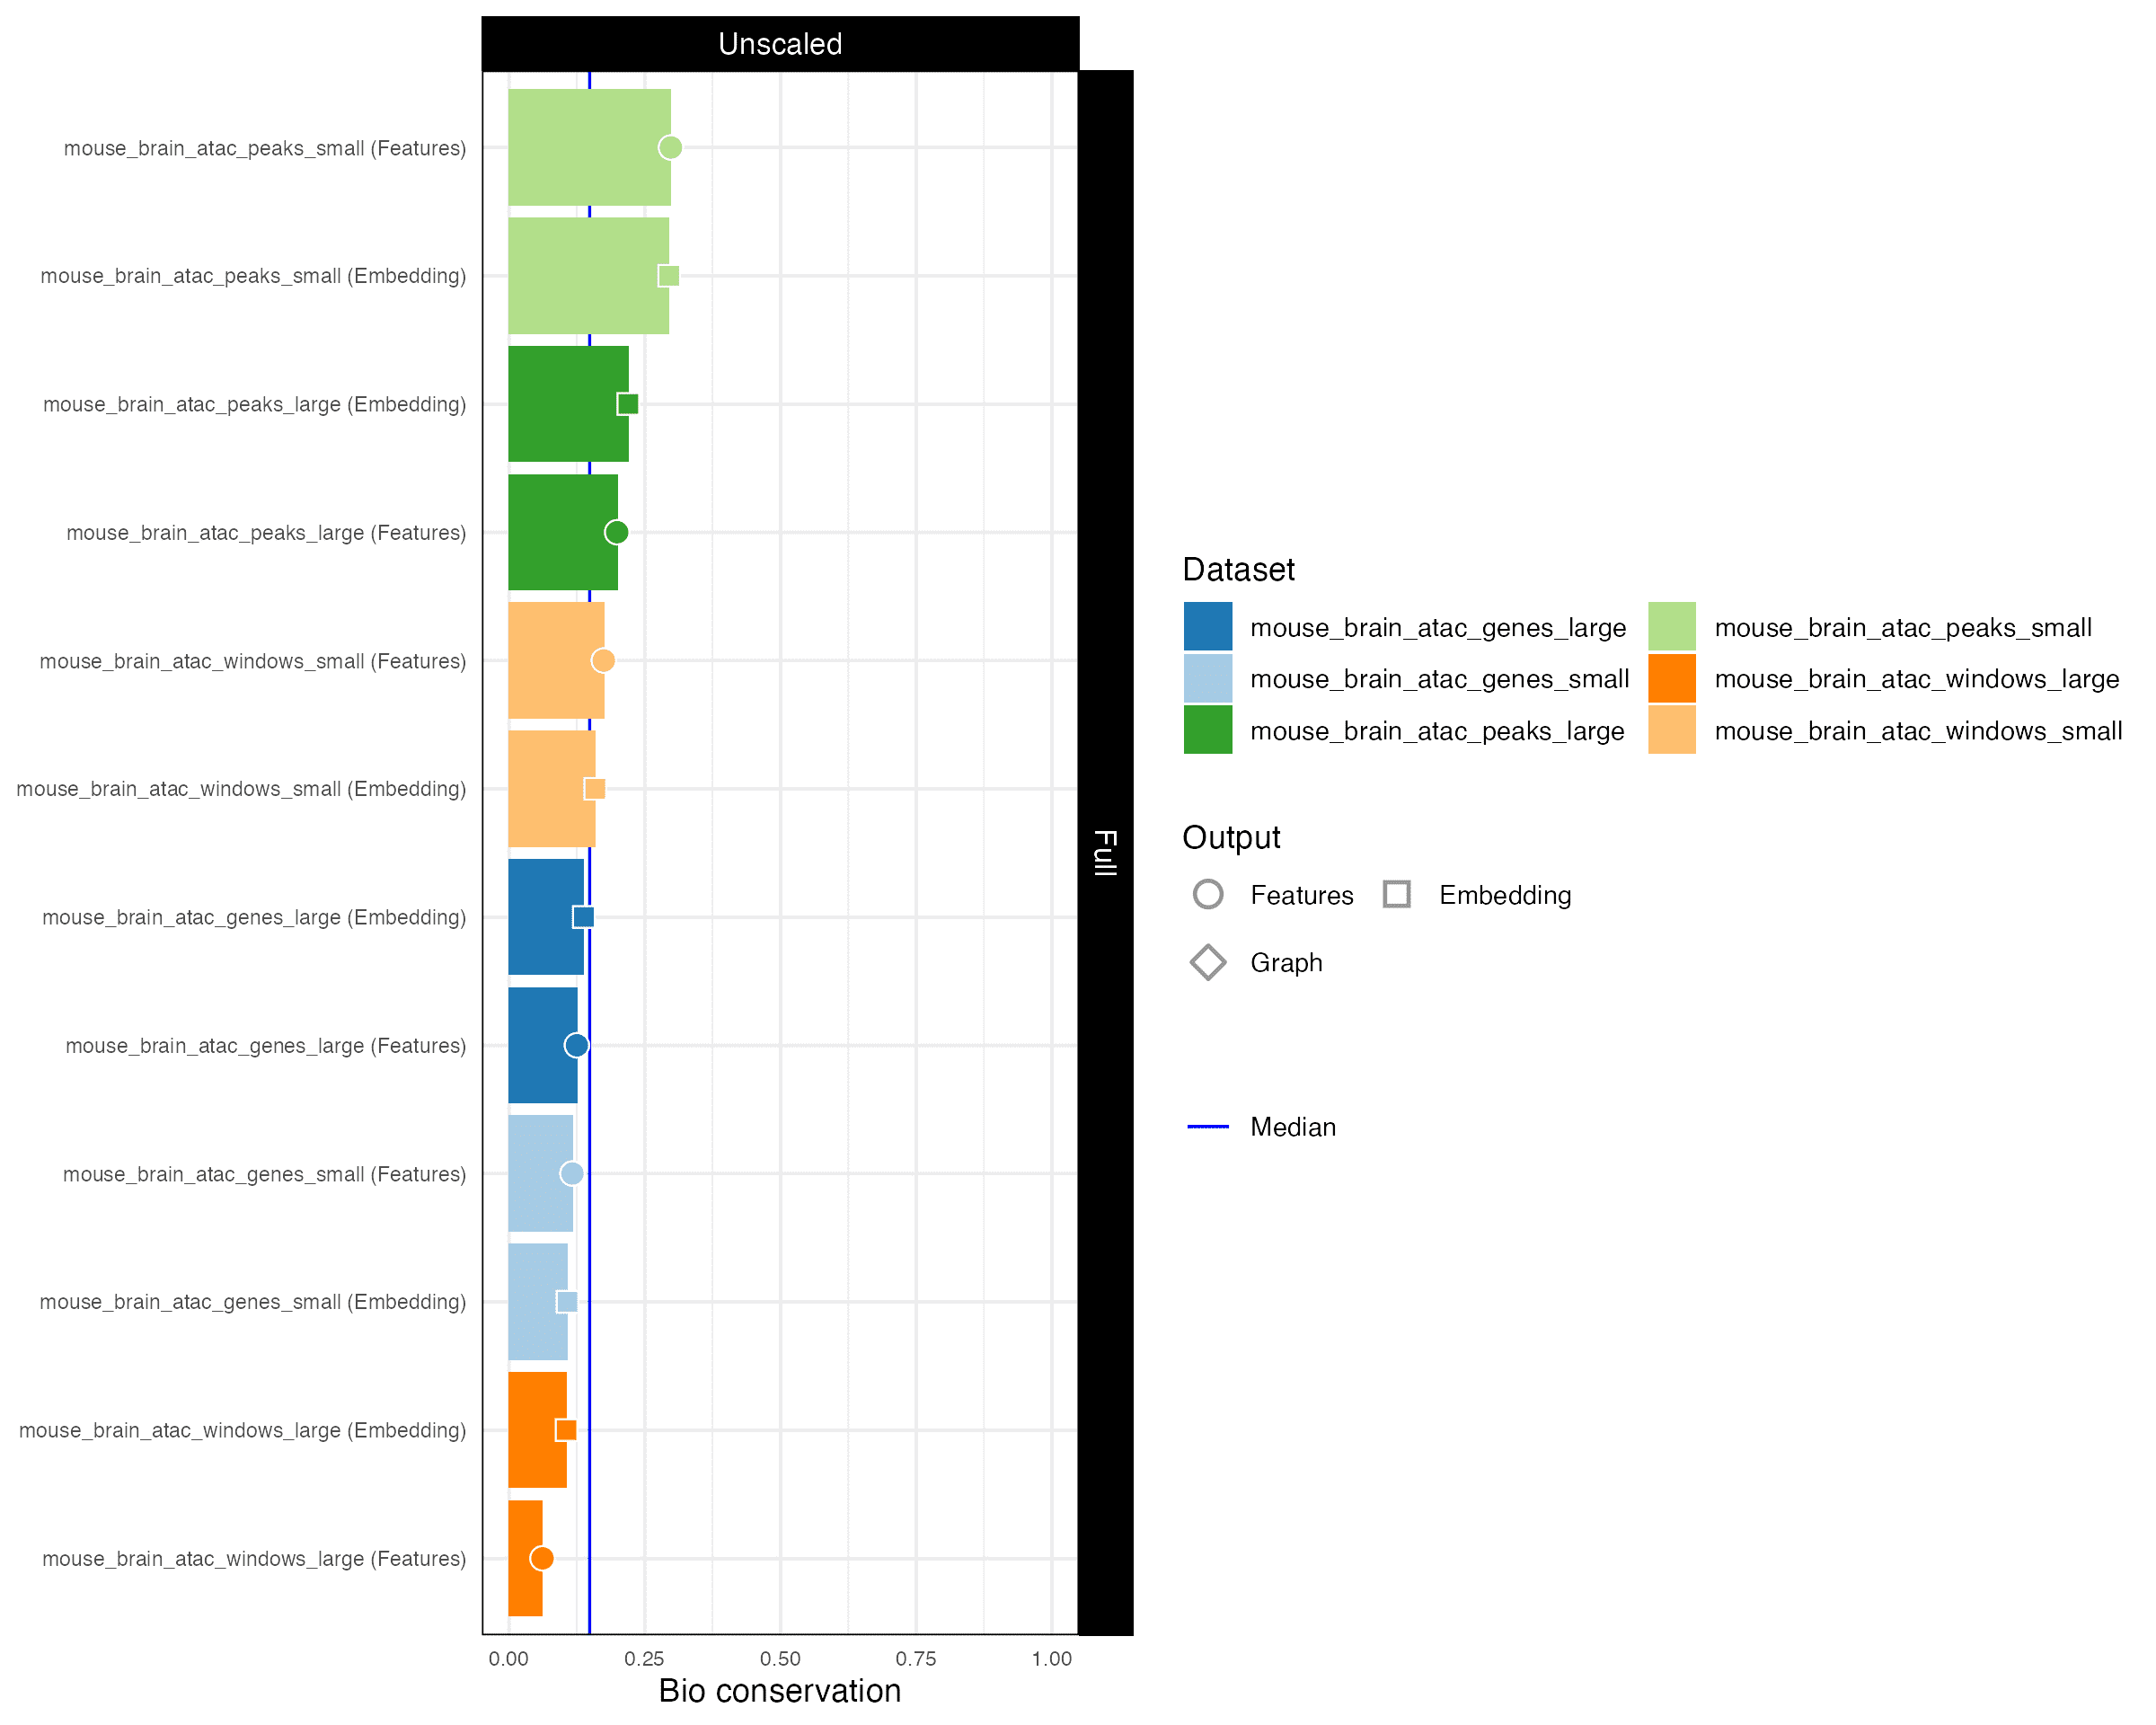 Unscaled
mouse_brain_atac_peaks_small (Features)
mouse_brain_atac_peaks_small (Embedding)
mouse_brain_atac_peaks_large (Embedding)
mouse_brain_atac_peaks_large (Features)
mouse_brain_atac_windows_small (Features)
mouse_brain_atac_windows_small (Embedding)
mouse_brain_atac_genes_large (Embedding)
mouse_brain_atac_genes_large (Features)
mouse_brain_atac_genes_small (Features)
mouse_brain_atac_genes_small (Embedding)
mouse_brain_atac_windows_large (Embedding)
mouse_brain_atac_windows_large (Features)
0.00 0.25 0.50 0.75 1.00
Bio conservation
Full
Dataset
mouse_brain_atac_genes_large mouse_brain_atac_peaks_small
mouse_brain_atac_genes_small mouse_brain_atac_windows_large
mouse_brain_atac_peaks_large mouse_brain_atac_windows_small
Output
Features Embedding
Graph
Median